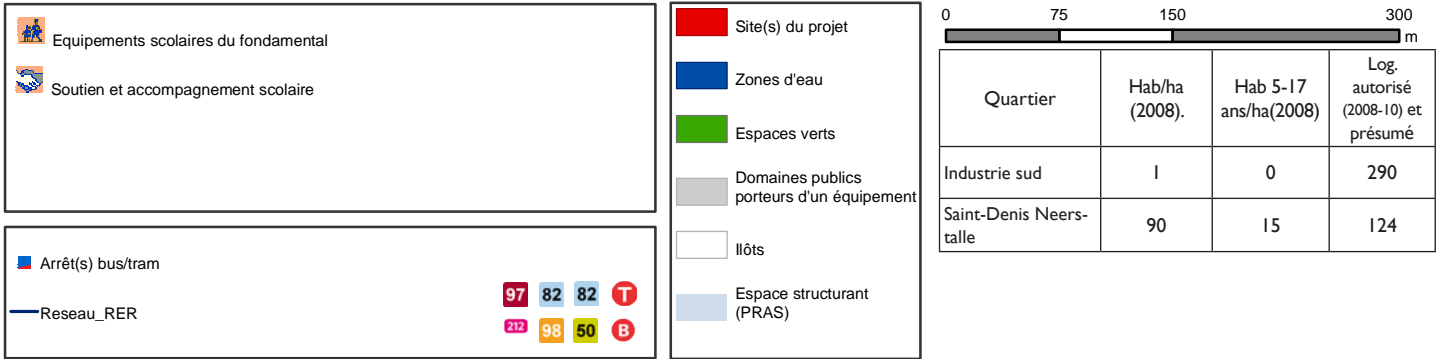 Equipements scolaires du fondamental
Soutien et accompagnement scolaire
Arrêt(s) bus/tram
97 82 82 T
Reseau_RER
212 98 50 B
Site(s) du projet
Zones d'eau
Espaces verts
Domaines publics
porteurs d'un équipement
Ilôts
Espace structurant
(PRAS)
0 75 150 300
m
Quartier
Hab/ha
(2008).
Hab 5-17
ans/ha(2008)
Log.
autorisé
(2008-10) et
présumé
Industrie sud 1 0 290
Saint-Denis Neers-
talle 90 15 124